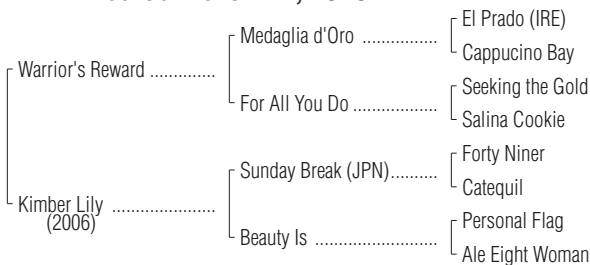 El Prado (IRE)
Medaglia d'Oro ................
Cappucino Bay
Warrior's Reward ..............
Seeking the Gold
For All You Do ..................
Salina Cookie
Forty Niner
Sunday Break (JPN)..........
Catequil
Kimber Lily ......................
(2006)
Personal Flag
Beauty Is ..........................
Ale Eight Woman